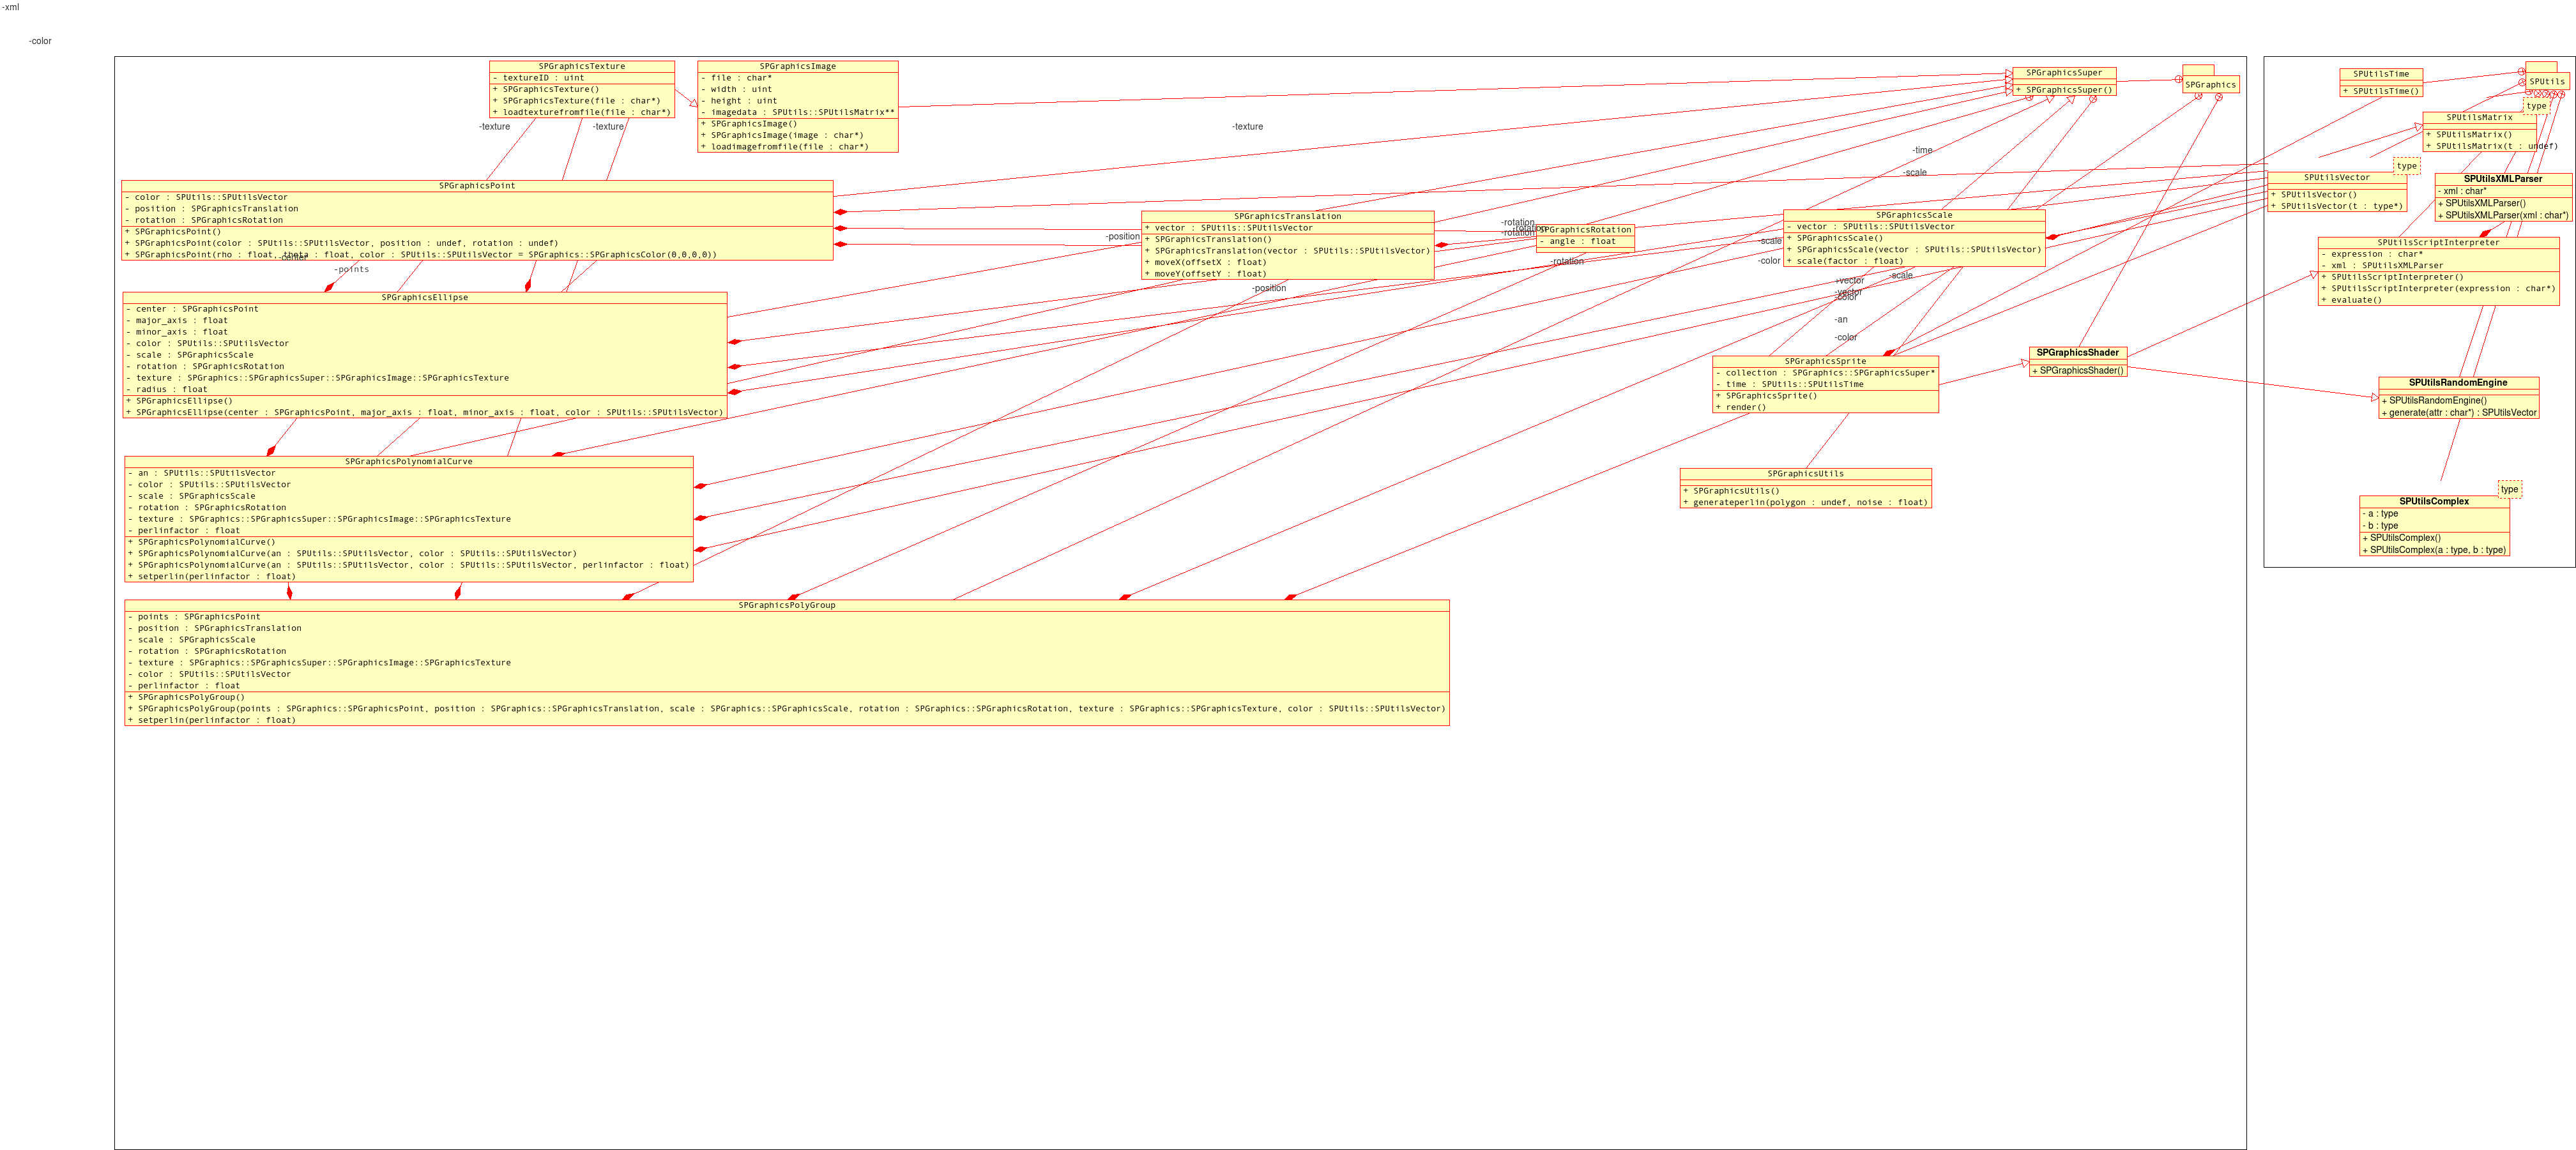 -xml
-color
SPGraphicsTexture
- textureID : uint
+ SPGraphicsTexture()
+ SPGraphicsTexture(file : char*)
+ loadtexturefromfile(file : char*)
SPGraphicsImage
- file : char*
- width : uint
- height : uint
- imagedata : SPUtils::SPUtilsMatrix**
+ SPGraphicsImage()
+ SPGraphicsImage(image : char*)
+ loadimagefromfile(file : char*)
SPGraphicsSuper
+ SPGraphicsSuper()
SPGraphics
SPUtilsTime
+ SPUtilsTime()
SPUtils
type
SPUtilsMatrix
+ SPUtilsMatrix()
+ SPUtilsMatrix(t : undef)
-texture
-texture
-texture
-time
-scale
type
SPUtilsVector
+ SPUtilsVector()
+ SPUtilsVector(t : type*)
SPUtilsXMLParser
- xml : char*
+ SPUtilsXMLParser()
+ SPUtilsXMLParser(xml : char*)
SPGraphicsPoint
- color : SPUtils::SPUtilsVector
- position : SPGraphicsTranslation
- rotation : SPGraphicsRotation
+ SPGraphicsPoint()
+ SPGraphicsPoint(color : SPUtils::SPUtilsVector, position : undef, rotation : undef)
+ SPGraphicsPoint(rho : float, theta : float, color : SPUtils::SPUtilsVector = SPGraphics::SPGraphicsColor(0,0,0,0))
-center
-points
SPGraphicsTranslation
+ vector : SPUtils::SPUtilsVector
+ SPGraphicsTranslation()
+ SPGraphicsTranslation(vector : SPUtils::SPUtilsVector)
+ moveX(offsetX : float)
+ moveY(offsetY : float)
-position
-position
-rotation
-rotation
-rotation
SPGraphicsRotation
- angle : float
-rotation
SPGraphicsScale
- vector : SPUtils::SPUtilsVector
+ SPGraphicsScale()
+ SPGraphicsScale(vector : SPUtils::SPUtilsVector)
+ scale(factor : float)
-scale
-color
-scale
+vector
-vector
-color
-an
-color
SPUtilsScriptInterpreter
- expression : char*
- xml : SPUtilsXMLParser
+ SPUtilsScriptInterpreter()
+ SPUtilsScriptInterpreter(expression : char*)
+ evaluate()
SPGraphicsEllipse
- center : SPGraphicsPoint
- major_axis : float
- minor_axis : float
- color : SPUtils::SPUtilsVector
- scale : SPGraphicsScale
- rotation : SPGraphicsRotation
- texture : SPGraphics::SPGraphicsSuper::SPGraphicsImage::SPGraphicsTexture
- radius : float
+ SPGraphicsEllipse()
+ SPGraphicsEllipse(center : SPGraphicsPoint, major_axis : float, minor_axis : float, color : SPUtils::SPUtilsVector)
SPGraphicsSprite
- collection : SPGraphics::SPGraphicsSuper*
- time : SPUtils::SPUtilsTime
+ SPGraphicsSprite()
+ render()
SPGraphicsShader
+ SPGraphicsShader()
SPUtilsRandomEngine
+ SPUtilsRandomEngine()
+ generate(attr : char*) : SPUtilsVector
SPGraphicsPolynomialCurve
- an : SPUtils::SPUtilsVector
- color : SPUtils::SPUtilsVector
- scale : SPGraphicsScale
- rotation : SPGraphicsRotation
- texture : SPGraphics::SPGraphicsSuper::SPGraphicsImage::SPGraphicsTexture
- perlinfactor : float
+ SPGraphicsPolynomialCurve()
+ SPGraphicsPolynomialCurve(an : SPUtils::SPUtilsVector, color : SPUtils::SPUtilsVector)
+ SPGraphicsPolynomialCurve(an : SPUtils::SPUtilsVector, color : SPUtils::SPUtilsVector, perlinfactor : float)
+ setperlin(perlinfactor : float)
SPGraphicsUtils
+ SPGraphicsUtils()
+ generateperlin(polygon : undef, noise : float)
type
SPUtilsComplex
- a : type
- b : type
+ SPUtilsComplex()
+ SPUtilsComplex(a : type, b : type)
SPGraphicsPolyGroup
- points : SPGraphicsPoint
- position : SPGraphicsTranslation
- scale : SPGraphicsScale
- rotation : SPGraphicsRotation
- texture : SPGraphics::SPGraphicsSuper::SPGraphicsImage::SPGraphicsTexture
- color : SPUtils::SPUtilsVector
- perlinfactor : float
+ SPGraphicsPolyGroup()
+ SPGraphicsPolyGroup(points : SPGraphics::SPGraphicsPoint, position : SPGraphics::SPGraphicsTranslation, scale : SPGraphics::SPGraphicsScale, rotation : SPGraphics::SPGraphicsRotation, texture : SPGraphics::SPGraphicsTexture, color : SPUtils::SPUtilsVector)
+ setperlin(perlinfactor : float)